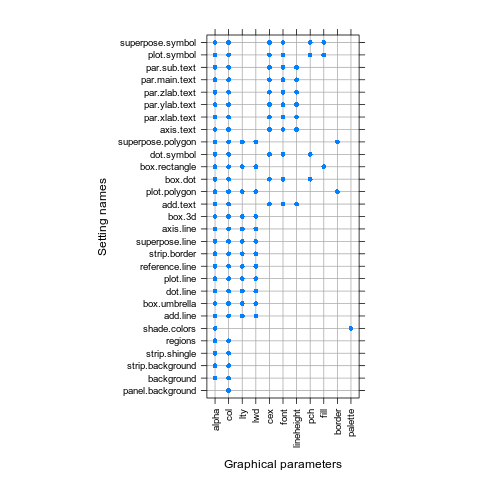 superpose.symbol
plot.symbol
par.sub.text
par.main.text
par.zlab.text
par.ylab.text
par.xlab.text
axis.text
superpose.polygon
dot.symbol
box.rectangle
box.dot
plot.polygon
add.text
box.3d
axis.line
superpose.line
strip.border
reference.line
plot.line
dot.line
box.umbrella
add.line
shade.colors
regions
strip.shingle
strip.background
background
panel.background
Setting names
alpha
col
lty
lwd
cex
font
lineheight
pch
fill
border
palette
Graphical parameters